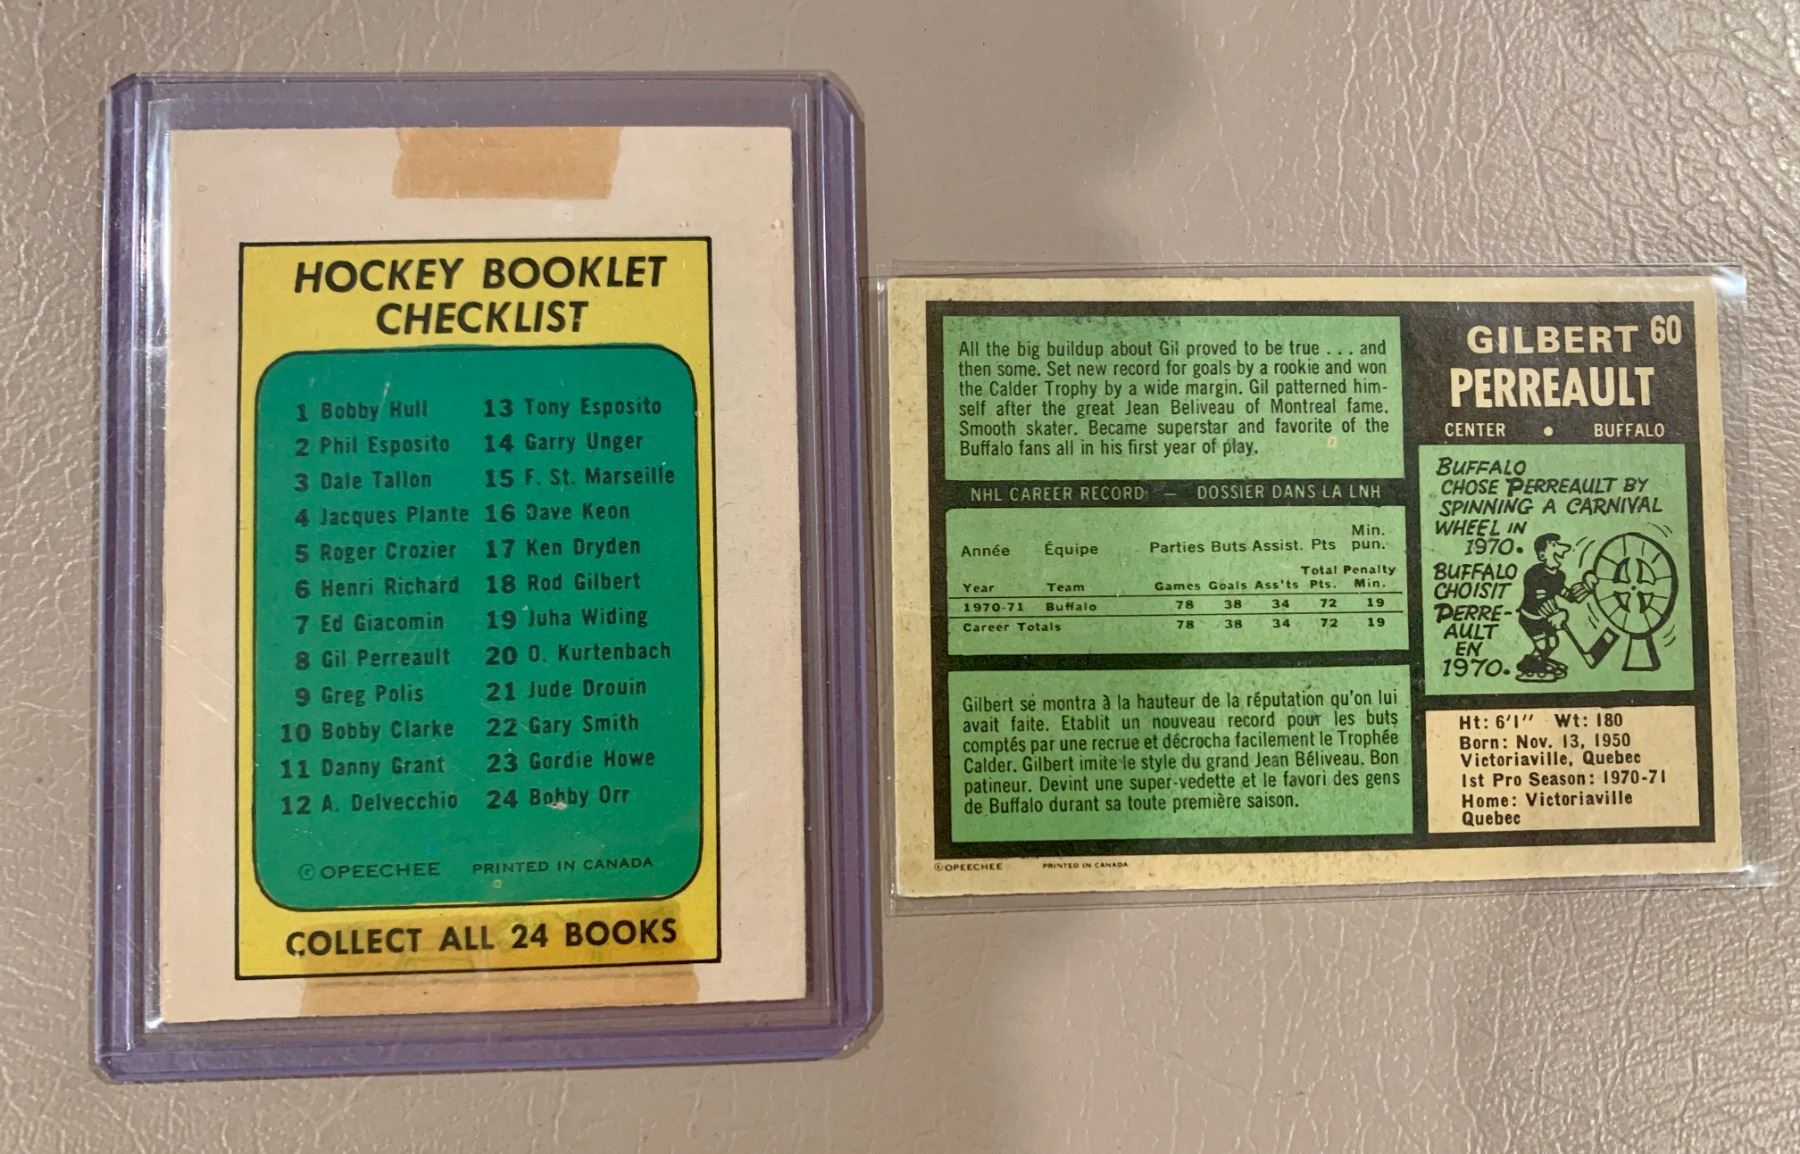 HOCKEY BOOKLET
CHECKLIST
1 Bobby Hull
2 Phil Esposito
3 Dale Tallon
4 Jacques Plante
5 Roger Crozier
6 Henri Richard
7 Ed Giacomin
8 Gil Perreault
9 Greg Polis
10 Bobby Clarke
11 Danny Grant
12 A. Delvecchio
13 Tony Esposito
14 Garry Unger
15 F. St. Marseille
16 Dave Keon
17 Ken Dryden
18 Rod Gilbert
19 Juha Widing
20 O. Kurtenbach
21 Jude Drouin
22 Gary Smith
23 Gordie Howe
24 Bobby Orr
© OPEECHEE PRINTED IN CANADA
COLLECT ALL 24 BOOKS
All the big buildup about Gil proved to be true . . . and
then some. Set new record for goals by a rookie and won
the Calder Trophy by a wide margin. Gil patterned him-
self after the great Jean Beliveau of Montreal fame.
Smooth skater. Became superstar and favorite of the
Buffalo fans all in his first year of play.
NHL CAREER RECORD — DOSSIER DANS LA LNH
Année Équipe Parties Buts Assist. Pts Min. pun.
Year Team Games Goals Ass'ts Total Pts. Penalty Min.
1970-71 Buffalo 78 38 34 72 19
Career Totals 78 38 34 72 19
Gilbert se montra à la hauteur de la réputation qu'on lui
avait faite. Etablit un nouveau record pour les buts
comptés par une recrue et décrocha facilement le Trophée
Calder. Gilbert imite le style du grand Jean Béliveau. Bon
patineur. Devint une super-vedette et le favori des gens
de Buffalo durant sa toute première saison.
© OPEECHEE PRINTED IN CANADA
GILBERT 60
PERREAULT
CENTER • BUFFALO
BUFFALO
CHOSE PERREAULT BY
SPINNING A CARNIVAL
WHEEL IN
1970.
BUFFALO
CHOISIT
PERRE-
AULT
EN
1970.
Ht: 6'1" Wt: 180
Born: Nov. 13, 1950
Victoriaville, Quebec
1st Pro Season: 1970-71
Home: Victoriaville
Quebec